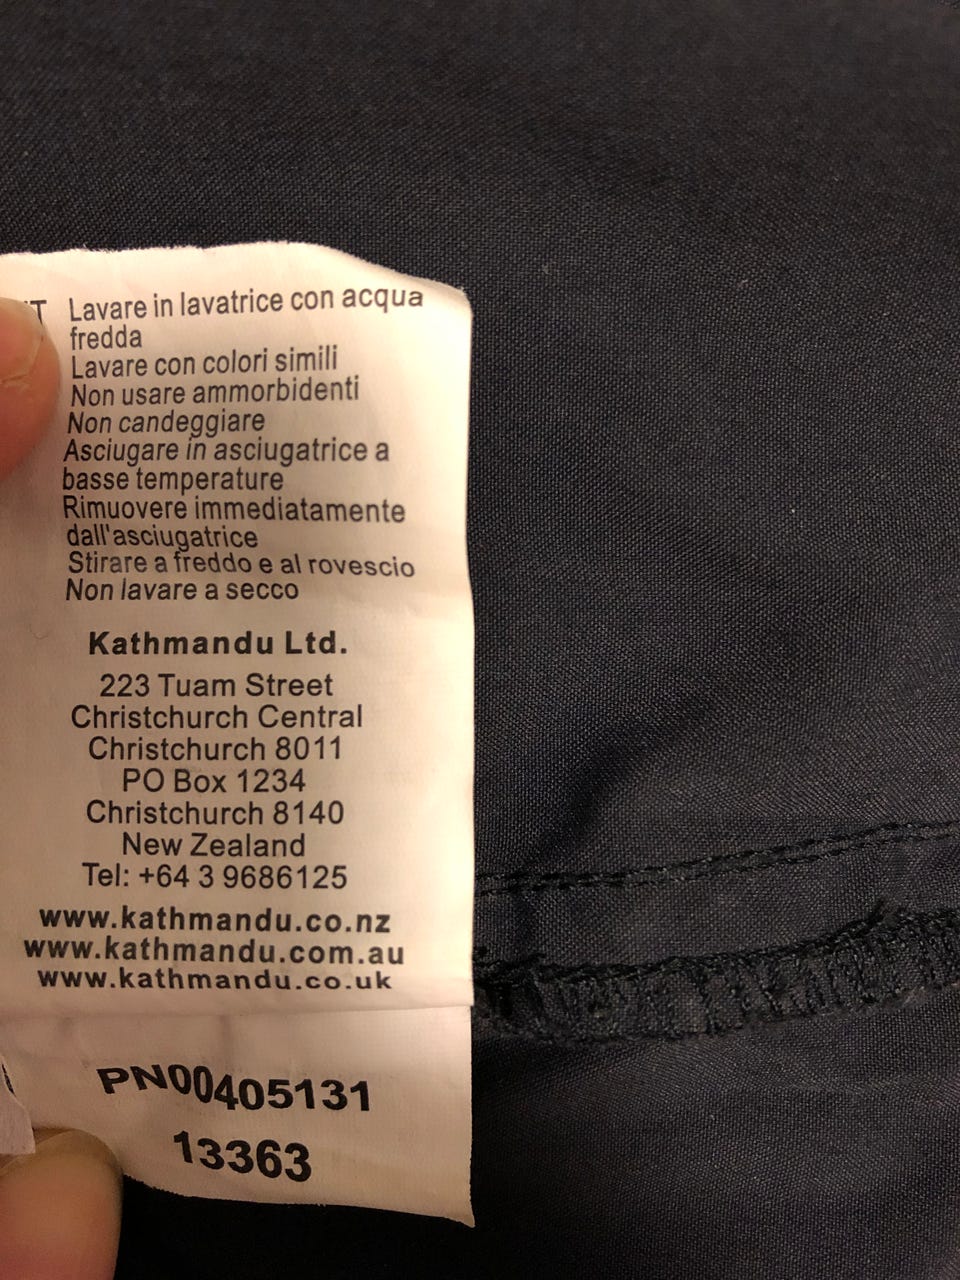 IT Lavare in lavatrice con acqua
fredda
Lavare con colori simili
Non usare ammorbidenti
Non candeggiare
Asciugare in asciugatrice a
basse temperature
Rimuovere immediatamente
dall'asciugatrice
Stirare a freddo e al rovescio
Non lavare a secco
Kathmandu Ltd.
223 Tuam Street
Christchurch Central
Christchurch 8011
PO Box 1234
Christchurch 8140
New Zealand
Tel: +64 3 9686125
www.kathmandu.co.nz
www.kathmandu.com.au
www.kathmandu.co.uk
PN00405131
13363